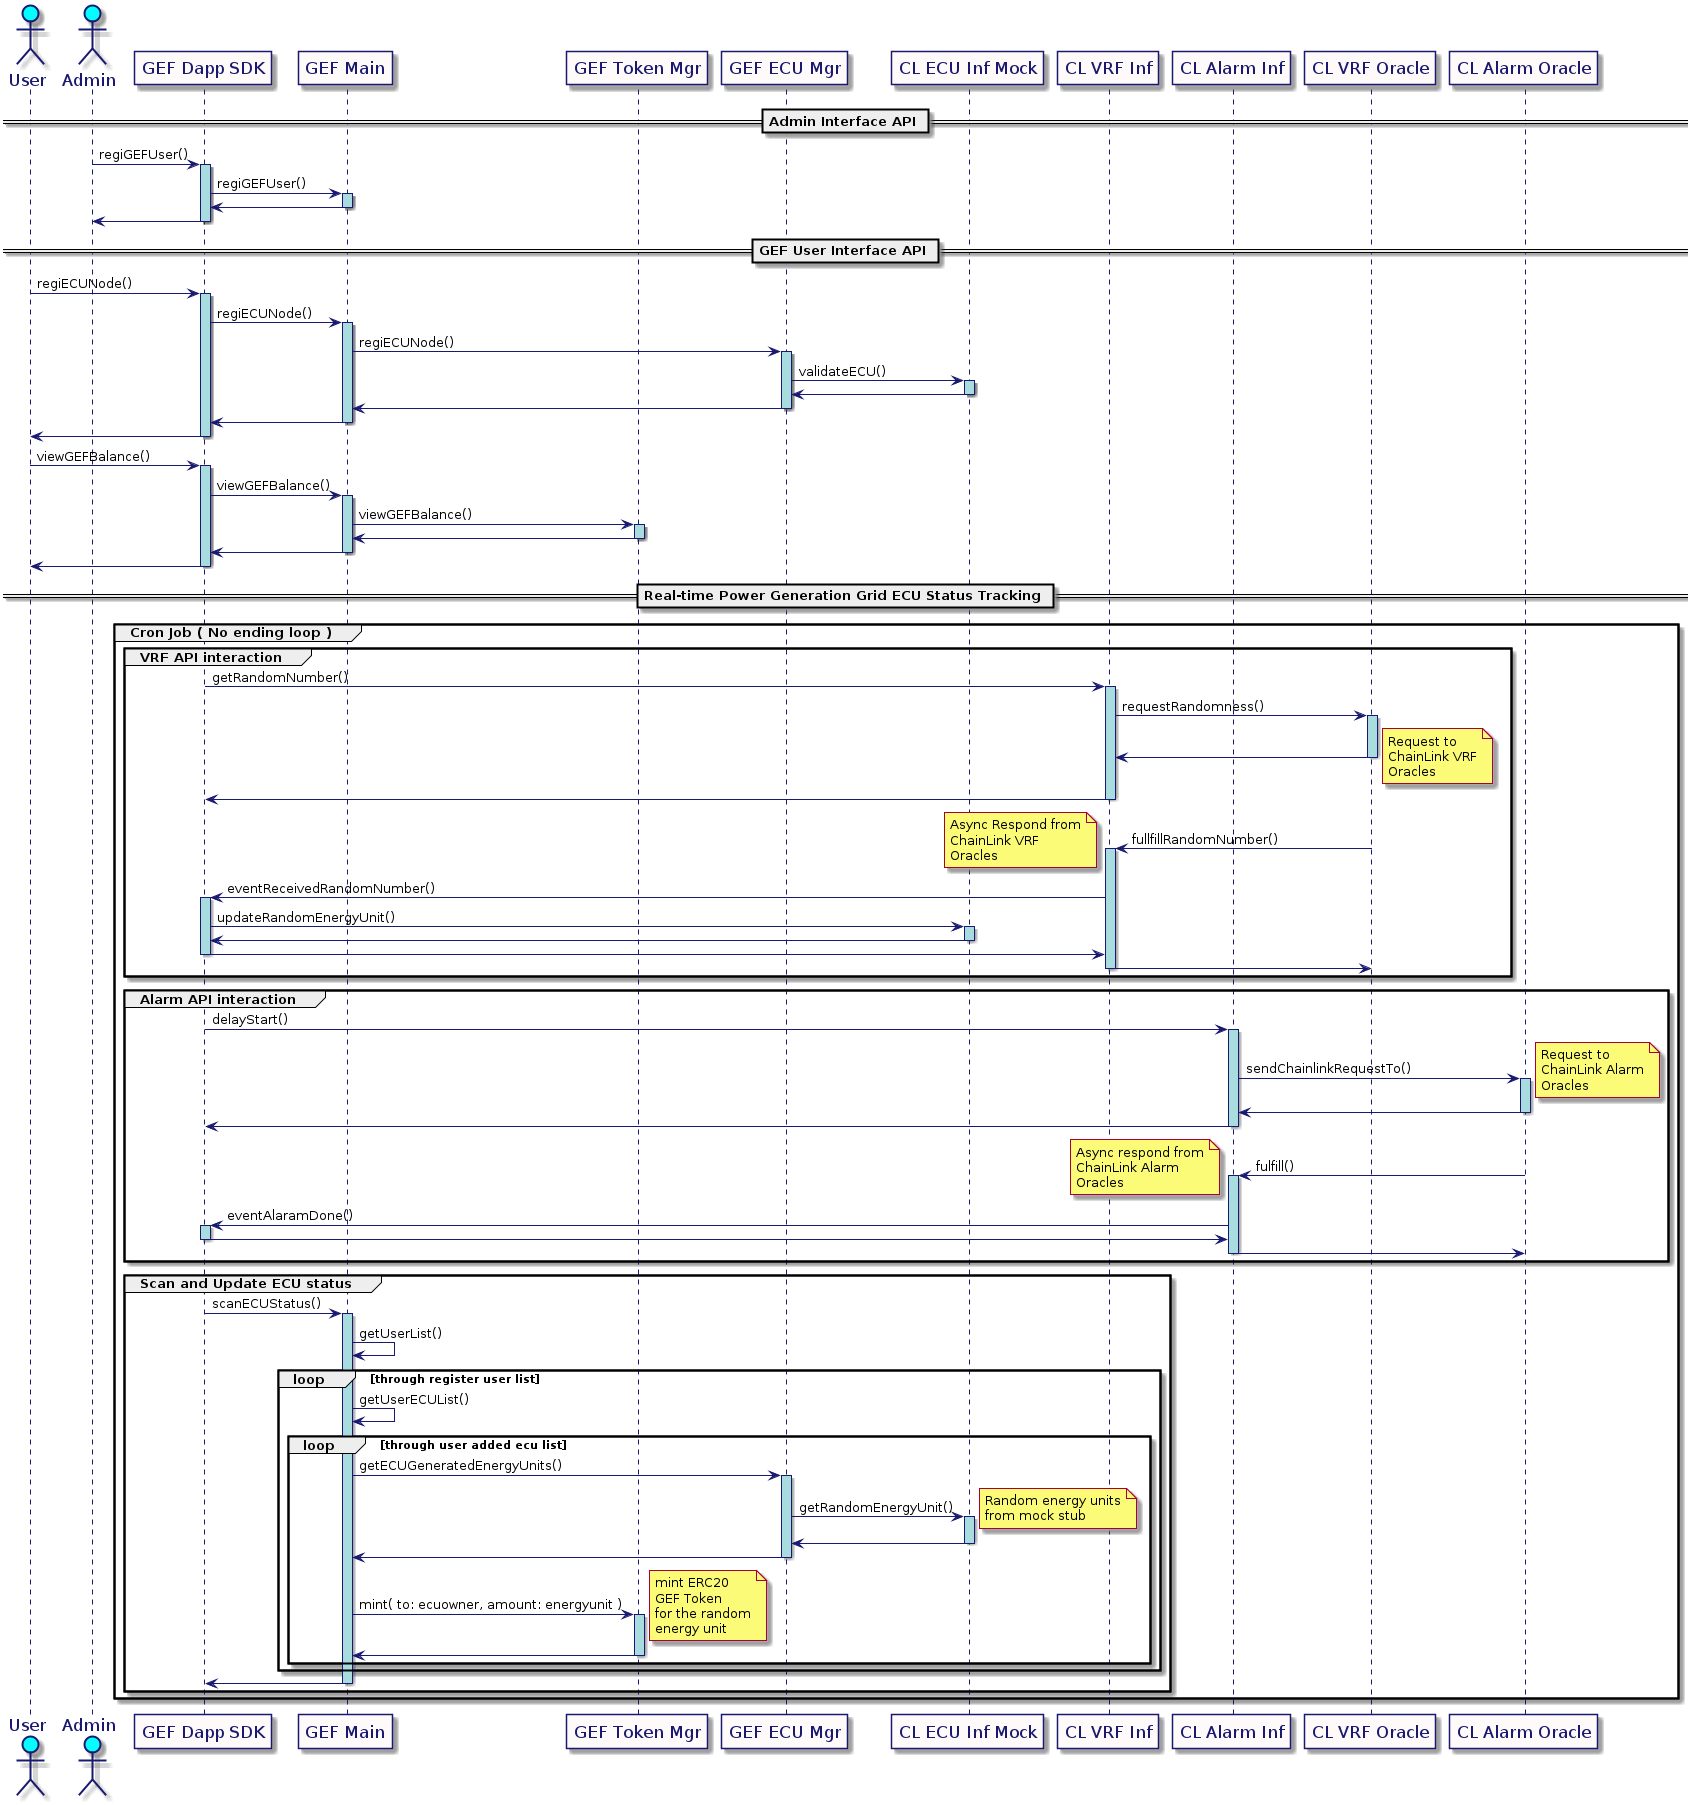 User
Admin
GEF Dapp SDK
GEF Main
GEF Token Mgr
GEF ECU Mgr
CL ECU Inf Mock
CL VRF Inf
CL Alarm Inf
CL VRF Oracle
CL Alarm Oracle
Admin Interface API
regiGEFUser()
regiGEFUser()
GEF User Interface API
regiECUNode()
regiECUNode()
regiECUNode()
validateECU()
viewGEFBalance()
viewGEFBalance()
viewGEFBalance()
Real-time Power Generation Grid ECU Status Tracking
Cron Job ( No ending loop )
VRF API interaction
getRandomNumber()
requestRandomness()
Request to
ChainLink VRF
Oracles
Async Respond from
ChainLink VRF
Oracles
fullfillRandomNumber()
eventReceivedRandomNumber()
updateRandomEnergyUnit()
Alarm API interaction
delayStart()
Request to
ChainLink Alarm
Oracles
sendChainlinkRequestTo()
Async respond from
ChainLink Alarm
Oracles
fulfill()
eventAlaramDone()
Scan and Update ECU status
scanECUStatus()
getUserList()
loop [through register user list]
getUserECUList()
loop [through user added ecu list]
getECUGeneratedEnergyUnits()
getRandomEnergyUnit()
Random energy units
from mock stub
mint ERC20
GEF Token
for the random
energy unit
mint( to: ecuowner, amount: energyunit )
User
Admin
GEF Dapp SDK
GEF Main
GEF Token Mgr
GEF ECU Mgr
CL ECU Inf Mock
CL VRF Inf
CL Alarm Inf
CL VRF Oracle
CL Alarm Oracle